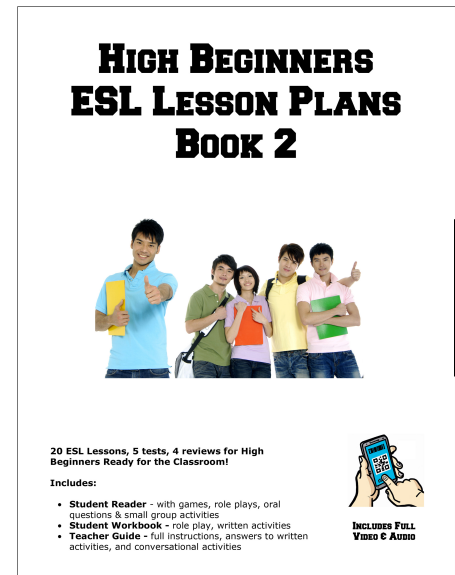 High Beginners
ESL Lesson Plans
Book 2
20 ESL Lessons, 5 tests, 4 reviews for High
Beginners Ready for the Classroom!
Includes:
• Student Reader - with games, role plays, oral
questions & small group activities
• Student Workbook - role play, written activities
• Teacher Guide - full instructions, answers to written
activities, and conversational activities
Includes Full
Video & Audio